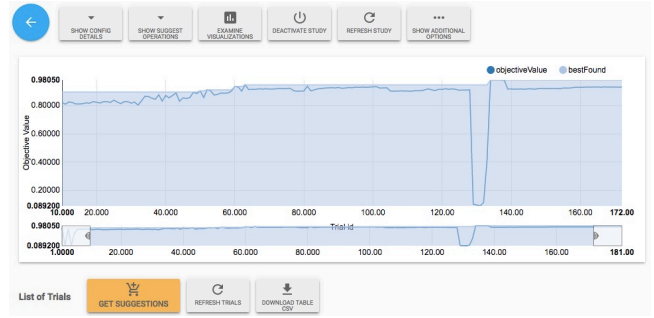 SHOW CONFIG DETAILS
SHOW SUGGEST OPERATIONS
EXAMINE VISUALIZATIONS
DEACTIVATE STUDY
REFRESH STUDY
SHOW ADDITIONAL OPTIONS
objectiveValue bestFound
0.98050
0.80000
0.60000
0.40000
0.20000
0.089200
Objective Value
10.000 20.000 40.000 60.000 80.000 100.00 120.00 140.00 160.00 172.00
Trial Id
0.98050
0.089200
1.0000 20.000 40.000 60.000 80.000 100.00 120.00 140.00 160.00 181.00
List of Trials
GET SUGGESTIONS
REFRESH TRIALS
DOWNLOAD TABLE CSV